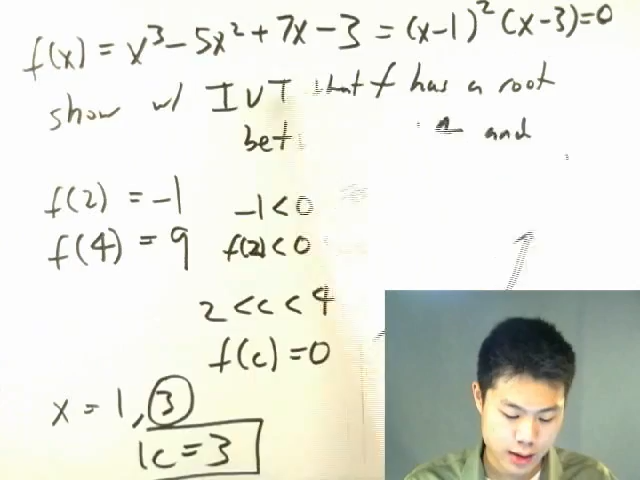 f(x) = x³ - 5x² + 7x - 3 = (x-1)²(x-3)=0
show w/ IVT that f has a root
bet 2 and
f(2) = -1 -1<0
f(4) = 9 f(2)<0
2<c<4
f(c)=0
x = 1, 3
c=3